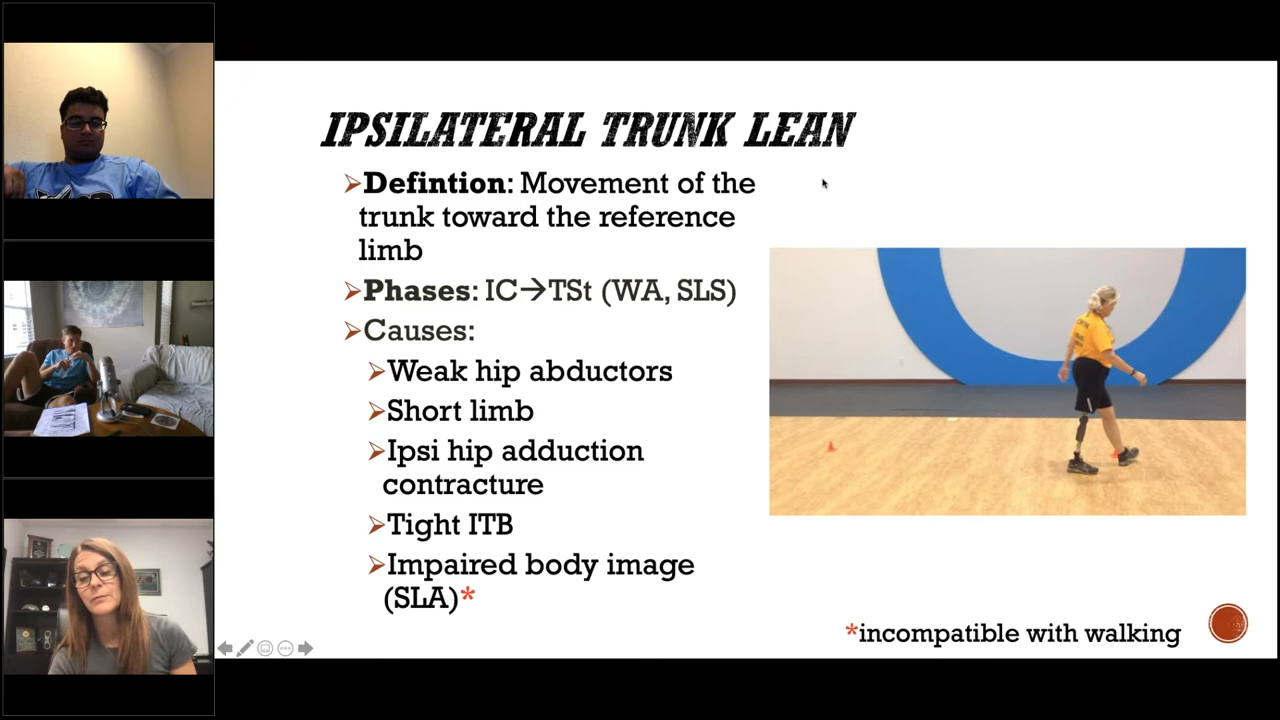 IPSILATERAL TRUNK LEAN
Defintion: Movement of the
trunk toward the reference
limb
Phases: IC→TSt (WA, SLS)
Causes:
Weak hip abductors
Short limb
Ipsi hip adduction
contracture
Tight ITB
Impaired body image
(SLA)*
*incompatible with walking